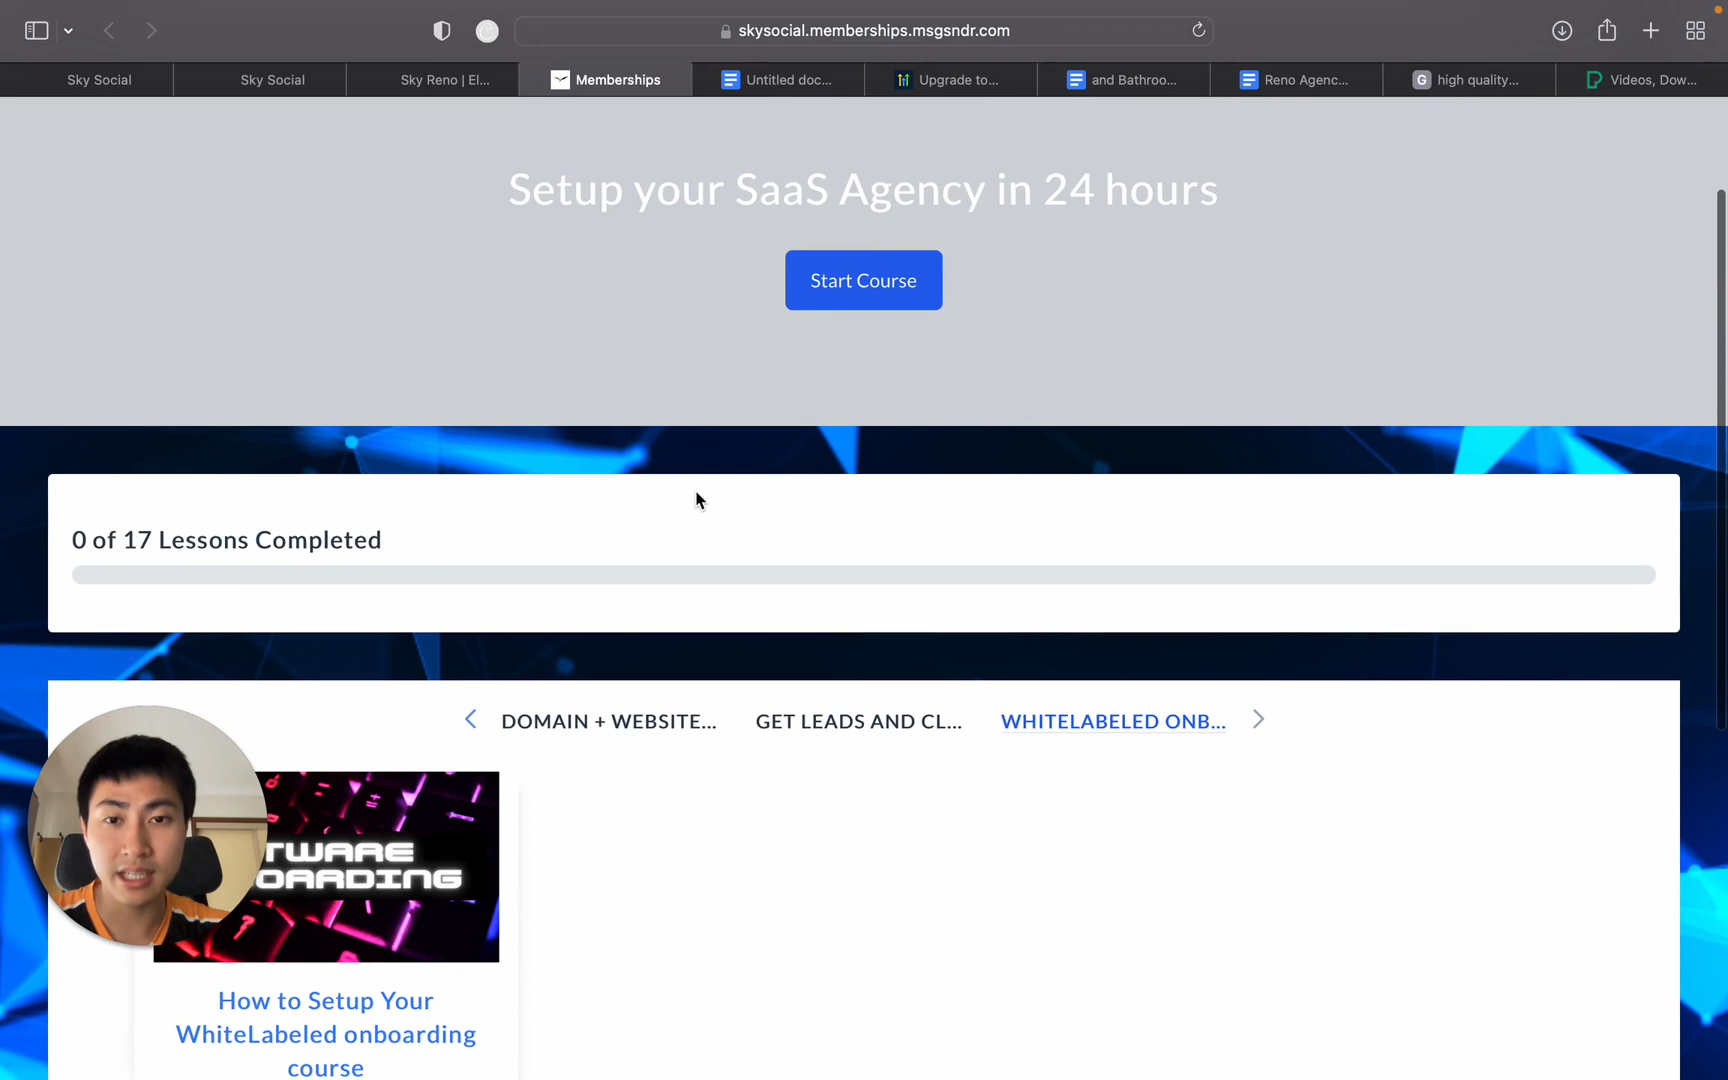 skysocial.memberships.msgsndr.com
Sky Social
Sky Social
Sky Reno | El...
Memberships
Untitled doc...
Upgrade to...
and Bathroo...
Reno Agenc...
G
high quality...
Videos, Dow...
Setup your SaaS Agency in 24 hours
Start Course
0 of 17 Lessons Completed
DOMAIN + WEBSITE...
GET LEADS AND CL...
WHITELABELED ONB...
TWARE
OARDING
How to Setup Your
WhiteLabeled onboarding
course